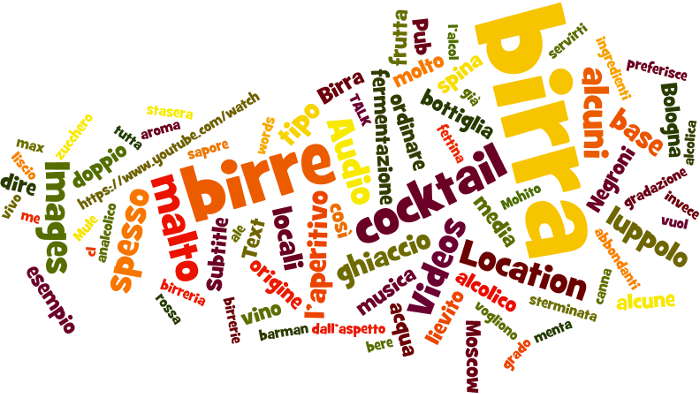 birra
birre
cocktail
Videos
Location
Images
spesso
malto
Audio
l'aperitivo
tipo
Birra
TALK
fermentazione
ordinare
bottiglia
molto
frutta
Pub
l'alcol
spina
già
fettina
servirti
ingredienti
alcuni
base
preferisce
Bologna
alcolica
Negroni
gradazione
invece
vuol
luppolo
abbondanti
canna
alcune
Mohito
media
sterminata
menta
grado
vogliono
alcolico
lievito
Moscow
acqua
musica
ghiaccio
così
locali
origine
Text
ale
Subtitle
vino
barman
dall'aspetto
bere
birrerie
birreria
rossa
analcolico
cl
Mule
me
vivo
dire
liscio
max
esempio
doppio
zucchero
tutta
aroma
stasera
sapore
words
https://www.youtube.com/watch